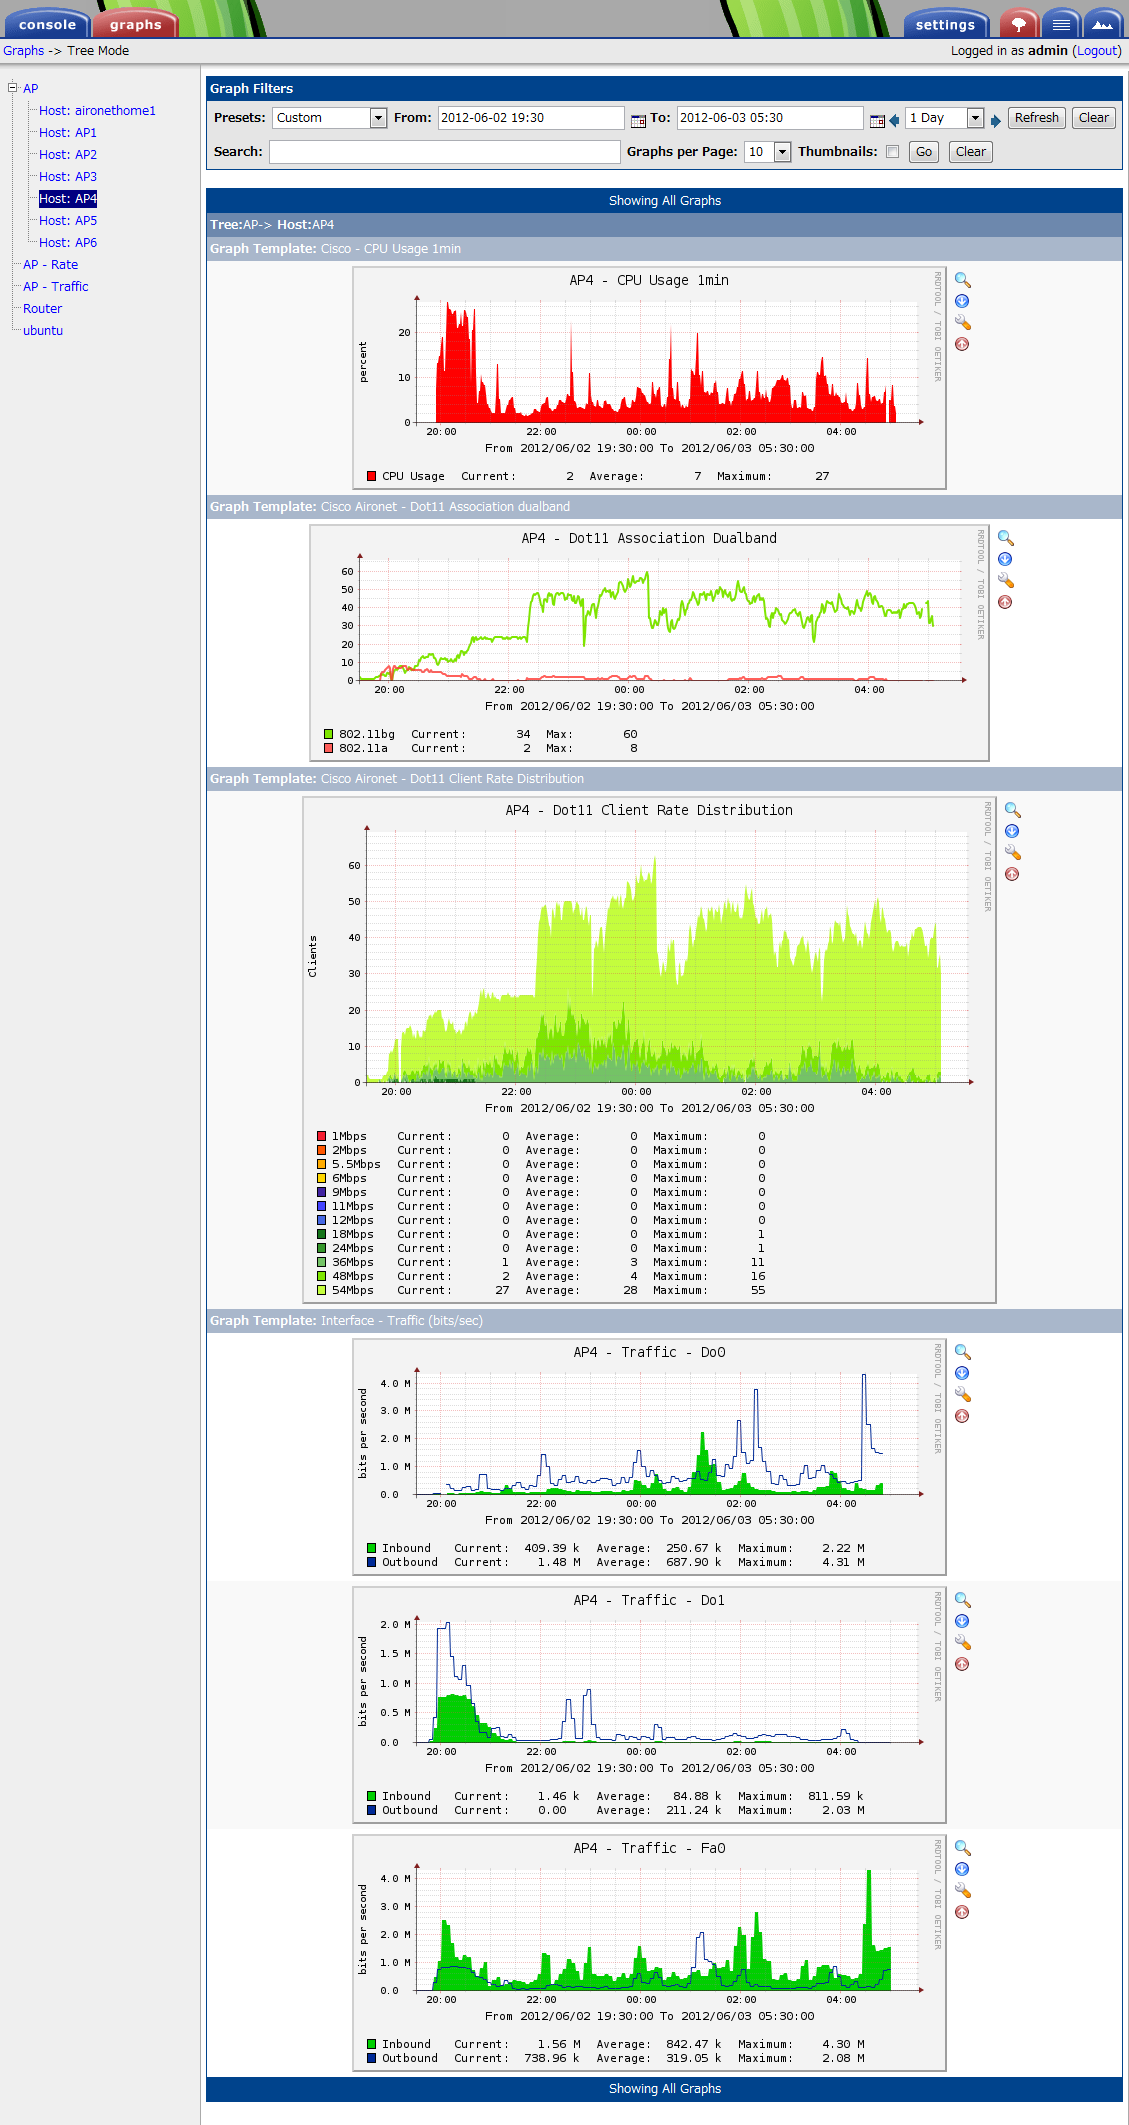 console graphs settings
Graphs -> Tree Mode Logged in as admin (Logout)
AP
Host: aironethome1
Host: AP1
Host: AP2
Host: AP3
Host: AP4
Host: AP5
Host: AP6
AP - Rate
AP - Traffic
Router
ubuntu
Graph Filters
Presets: Custom From: 2012-06-02 19:30 To: 2012-06-03 05:30 1 Day Refresh Clear
Search: Graphs per Page: 10 Thumbnails: Go Clear
Showing All Graphs
Tree:AP-> Host:AP4
Graph Template: Cisco - CPU Usage 1min
AP4 - CPU Usage 1min
RRDTOOL / TOBI OETIKER
percent
20
10
0
20:00 22:00 00:00 02:00 04:00
From 2012/06/02 19:30:00 To 2012/06/03 05:30:00
CPU Usage Current: 2 Average: 7 Maximum: 27
Graph Template: Cisco Aironet - Dot11 Association dualband
AP4 - Dot11 Association Dualband
RRDTOOL / TOBI OETIKER
60
50
40
30
20
10
0
20:00 22:00 00:00 02:00 04:00
From 2012/06/02 19:30:00 To 2012/06/03 05:30:00
802.11bg Current: 34 Max: 60
802.11a Current: 2 Max: 8
Graph Template: Cisco Aironet - Dot11 Client Rate Distribution
AP4 - Dot11 Client Rate Distribution
RRDTOOL / TOBI OETIKER
Clients
60
50
40
30
20
10
0
20:00 22:00 00:00 02:00 04:00
From 2012/06/02 19:30:00 To 2012/06/03 05:30:00
1Mbps Current: 0 Average: 0 Maximum: 0
2Mbps Current: 0 Average: 0 Maximum: 0
5.5Mbps Current: 0 Average: 0 Maximum: 0
6Mbps Current: 0 Average: 0 Maximum: 0
9Mbps Current: 0 Average: 0 Maximum: 0
11Mbps Current: 0 Average: 0 Maximum: 0
12Mbps Current: 0 Average: 0 Maximum: 0
18Mbps Current: 0 Average: 0 Maximum: 1
24Mbps Current: 0 Average: 0 Maximum: 1
36Mbps Current: 1 Average: 3 Maximum: 11
48Mbps Current: 2 Average: 4 Maximum: 16
54Mbps Current: 27 Average: 28 Maximum: 55
Graph Template: Interface - Traffic (bits/sec)
AP4 - Traffic - Do0
RRDTOOL / TOBI OETIKER
bits per second
4.0 M
3.0 M
2.0 M
1.0 M
0.0
20:00 22:00 00:00 02:00 04:00
From 2012/06/02 19:30:00 To 2012/06/03 05:30:00
Inbound Current: 409.39 k Average: 250.67 k Maximum: 2.22 M
Outbound Current: 1.48 M Average: 687.90 k Maximum: 4.31 M
AP4 - Traffic - Do1
RRDTOOL / TOBI OETIKER
bits per second
2.0 M
1.5 M
1.0 M
0.5 M
0.0
20:00 22:00 00:00 02:00 04:00
From 2012/06/02 19:30:00 To 2012/06/03 05:30:00
Inbound Current: 1.46 k Average: 84.88 k Maximum: 811.59 k
Outbound Current: 0.00 Average: 211.24 k Maximum: 2.03 M
AP4 - Traffic - Fa0
RRDTOOL / TOBI OETIKER
bits per second
4.0 M
3.0 M
2.0 M
1.0 M
0.0
20:00 22:00 00:00 02:00 04:00
From 2012/06/02 19:30:00 To 2012/06/03 05:30:00
Inbound Current: 1.56 M Average: 842.47 k Maximum: 4.30 M
Outbound Current: 738.96 k Average: 319.05 k Maximum: 2.08 M
Showing All Graphs